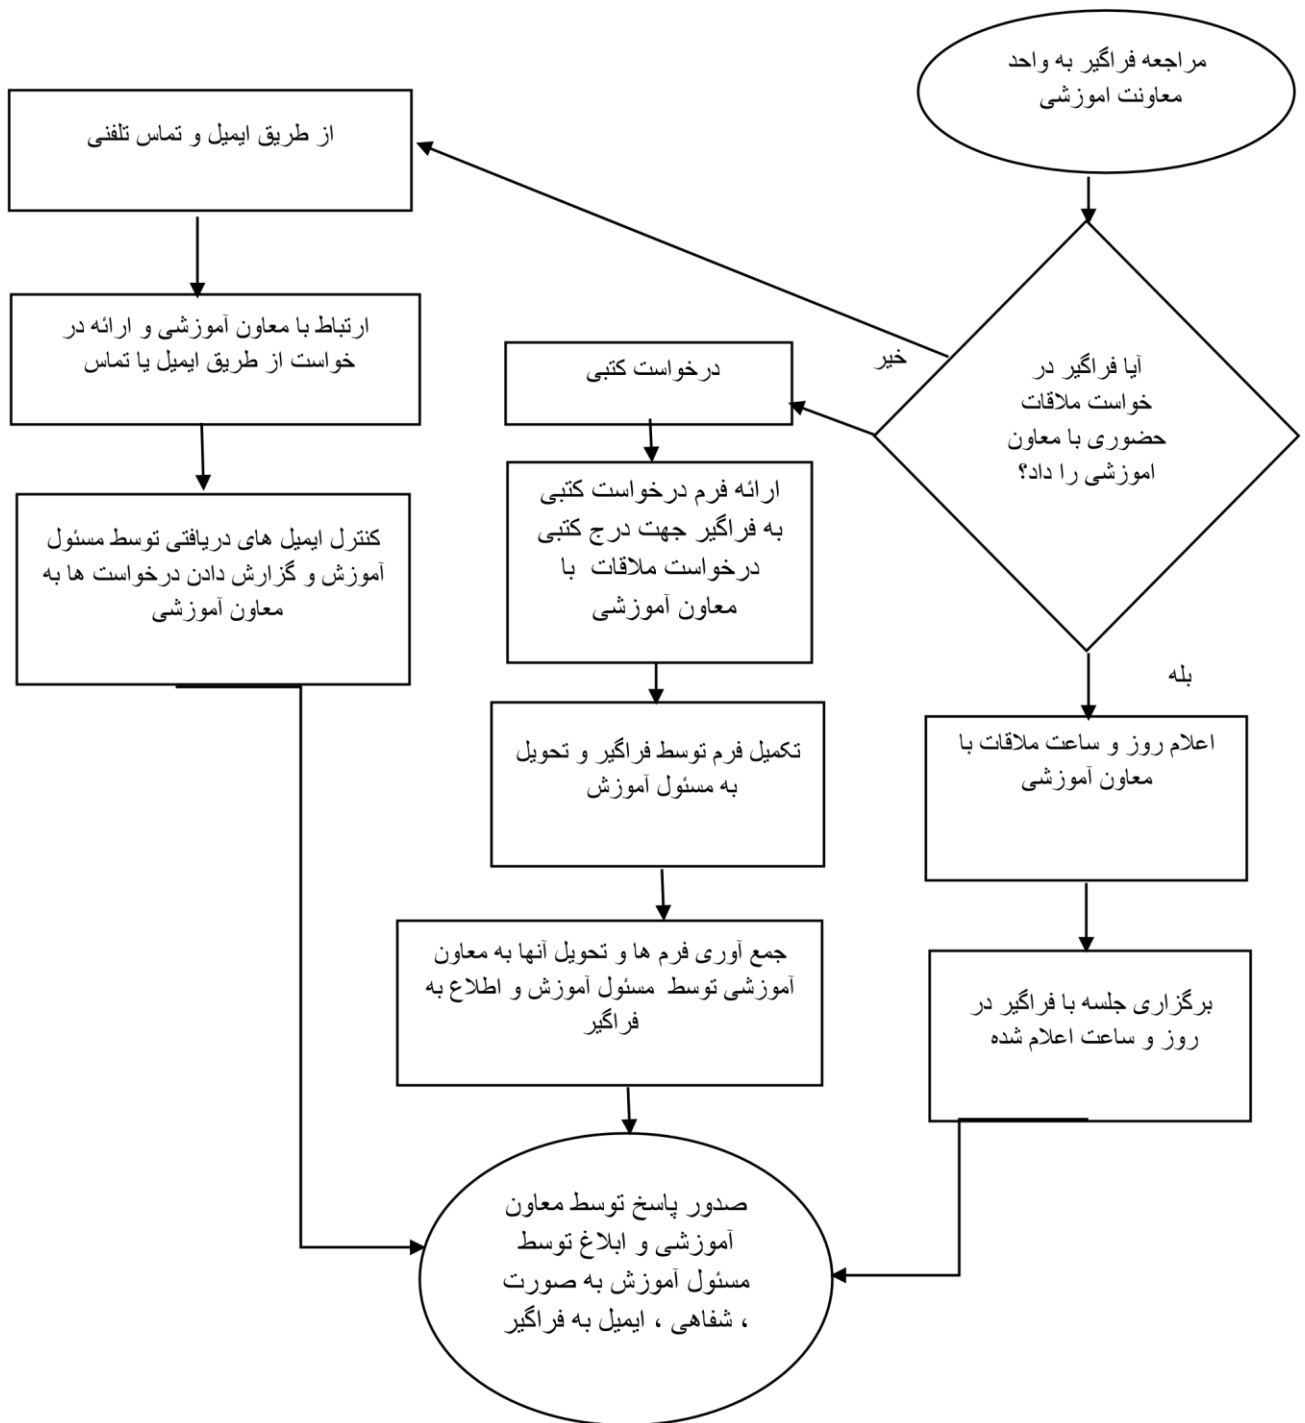 مراجعه فراگیر به واحد
معاونت اموزشی
آیا فراگیر در
خواست ملاقات
حضوری با معاون
اموزشی را داد؟
خیر
بله
اعلام روز و ساعت ملاقات با
معاون آموزشی
برگزاری جلسه با فراگیر در
روز و ساعت اعلام شده
درخواست کتبی
ارائه فرم درخواست کتبی
به فراگیر جهت درج کتبی
درخواست ملاقات با
معاون آموزشی
تکمیل فرم توسط فراگیر و تحویل
به مسئول آموزش
جمع آوری فرم ها و تحویل آنها به معاون
آموزشی توسط مسئول آموزش و اطلاع به
فراگیر
از طریق ایمیل و تماس تلفنی
ارتباط با معاون آموزشی و ارائه در
خواست از طریق ایمیل یا تماس
کنترل ایمیل های دریافتی توسط مسئول
آموزش و گزارش دادن درخواست ها به
معاون آموزشی
صدور پاسخ توسط معاون
آموزشی و ابلاغ توسط
مسئول آموزش به صورت
، شفاهی ، ایمیل به فراگیر